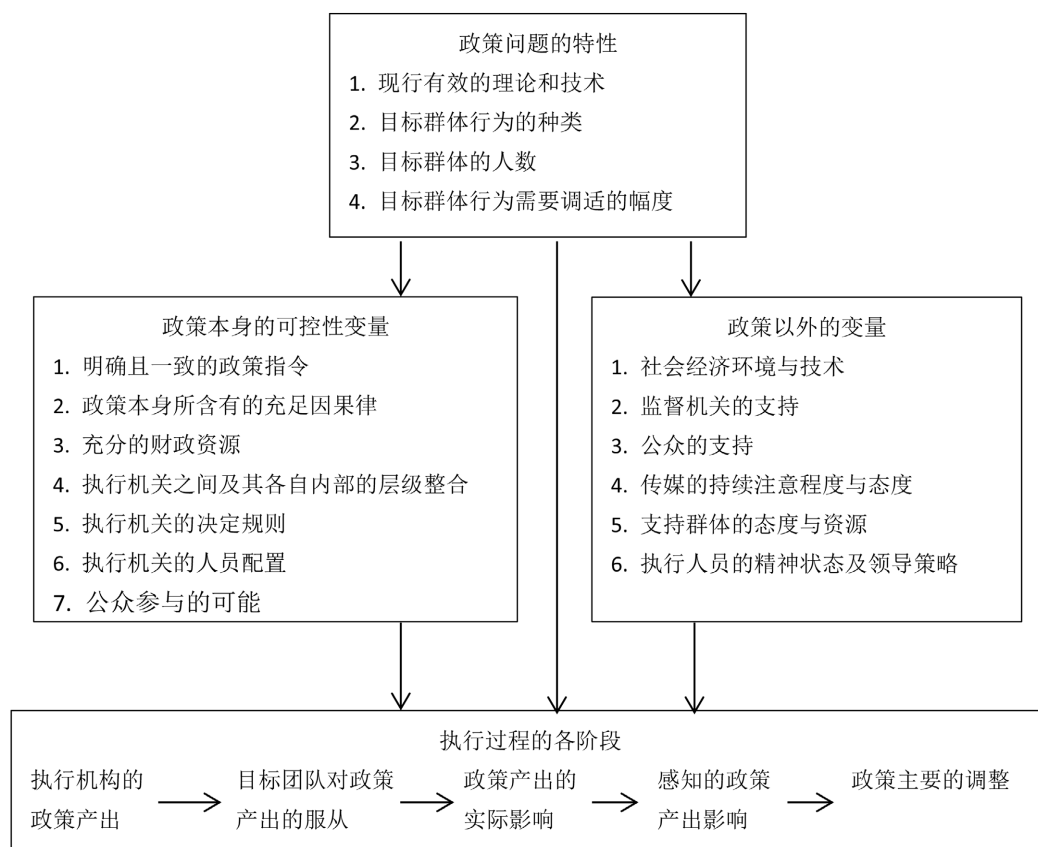 政策问题的特性
1. 现行有效的理论和技术
2. 目标群体行为的种类
3. 目标群体的人数
4. 目标群体行为需要调适的幅度
政策本身的可控性变量
1. 明确且一致的政策指令
2. 政策本身所含有的充足因果律
3. 充分的财政资源
4. 执行机关之间及其各自内部的层级整合
5. 执行机关的决定规则
6. 执行机关的人员配置
7. 公众参与的可能
政策以外的变量
1. 社会经济环境与技术
2. 监督机关的支持
3. 公众的支持
4. 传媒的持续注意程度与态度
5. 支持群体的态度与资源
6. 执行人员的精神状态及领导策略
执行过程的各阶段
执行机构的
政策产出
目标团队对政策
产出的服从
政策产出的
实际影响
感知的政策
产出影响
政策主要的调整